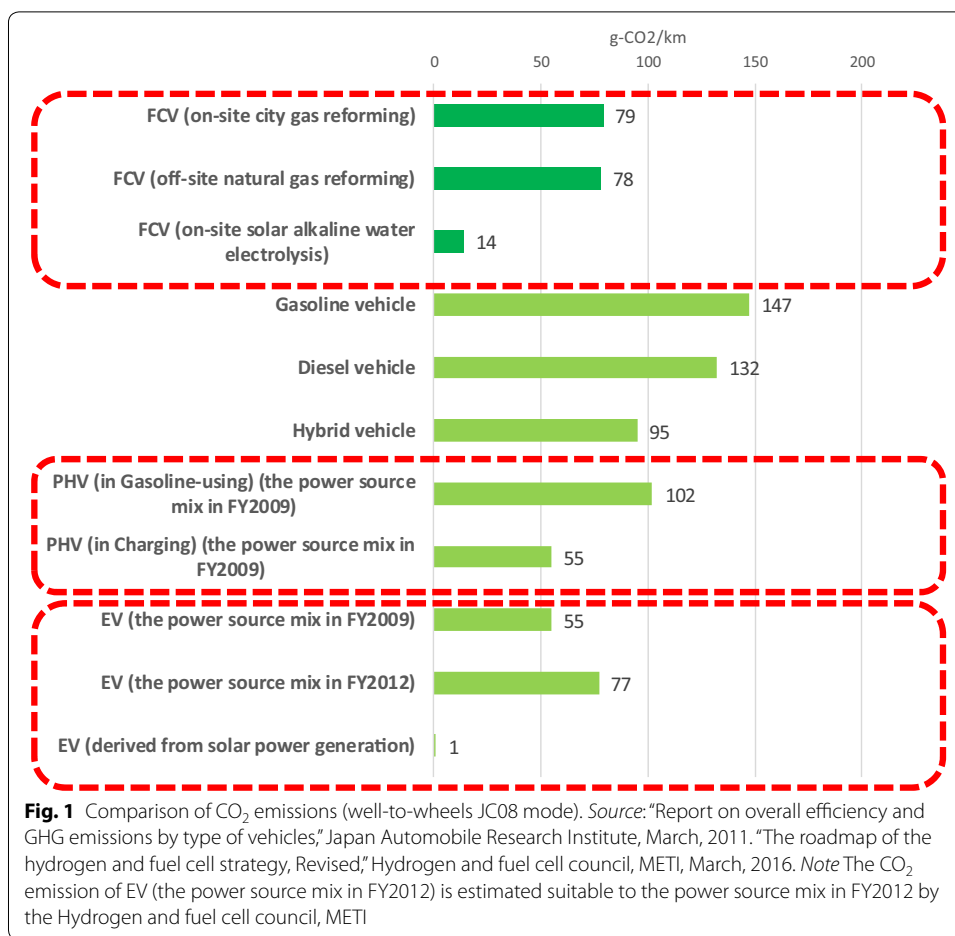 g-CO2/km
0 50 100 150 200
FCV (on-site city gas reforming) 79
FCV (off-site natural gas reforming) 78
FCV (on-site solar alkaline water
electrolysis) 14
Gasoline vehicle 147
Diesel vehicle 132
Hybrid vehicle 95
PHV (in Gasoline-using) (the power source
mix in FY2009) 102
PHV (in Charging) (the power source mix in
FY2009) 55
EV (the power source mix in FY2009) 55
EV (the power source mix in FY2012) 77
EV (derived from solar power generation) 1
Fig. 1 Comparison of CO₂ emissions (well-to-wheels JC08 mode). Source: “Report on overall efficiency and
GHG emissions by type of vehicles,” Japan Automobile Research Institute, March, 2011. “The roadmap of the
hydrogen and fuel cell strategy, Revised,” Hydrogen and fuel cell council, METI, March, 2016. Note The CO₂
emission of EV (the power source mix in FY2012) is estimated suitable to the power source mix in FY2012 by
the Hydrogen and fuel cell council, METI